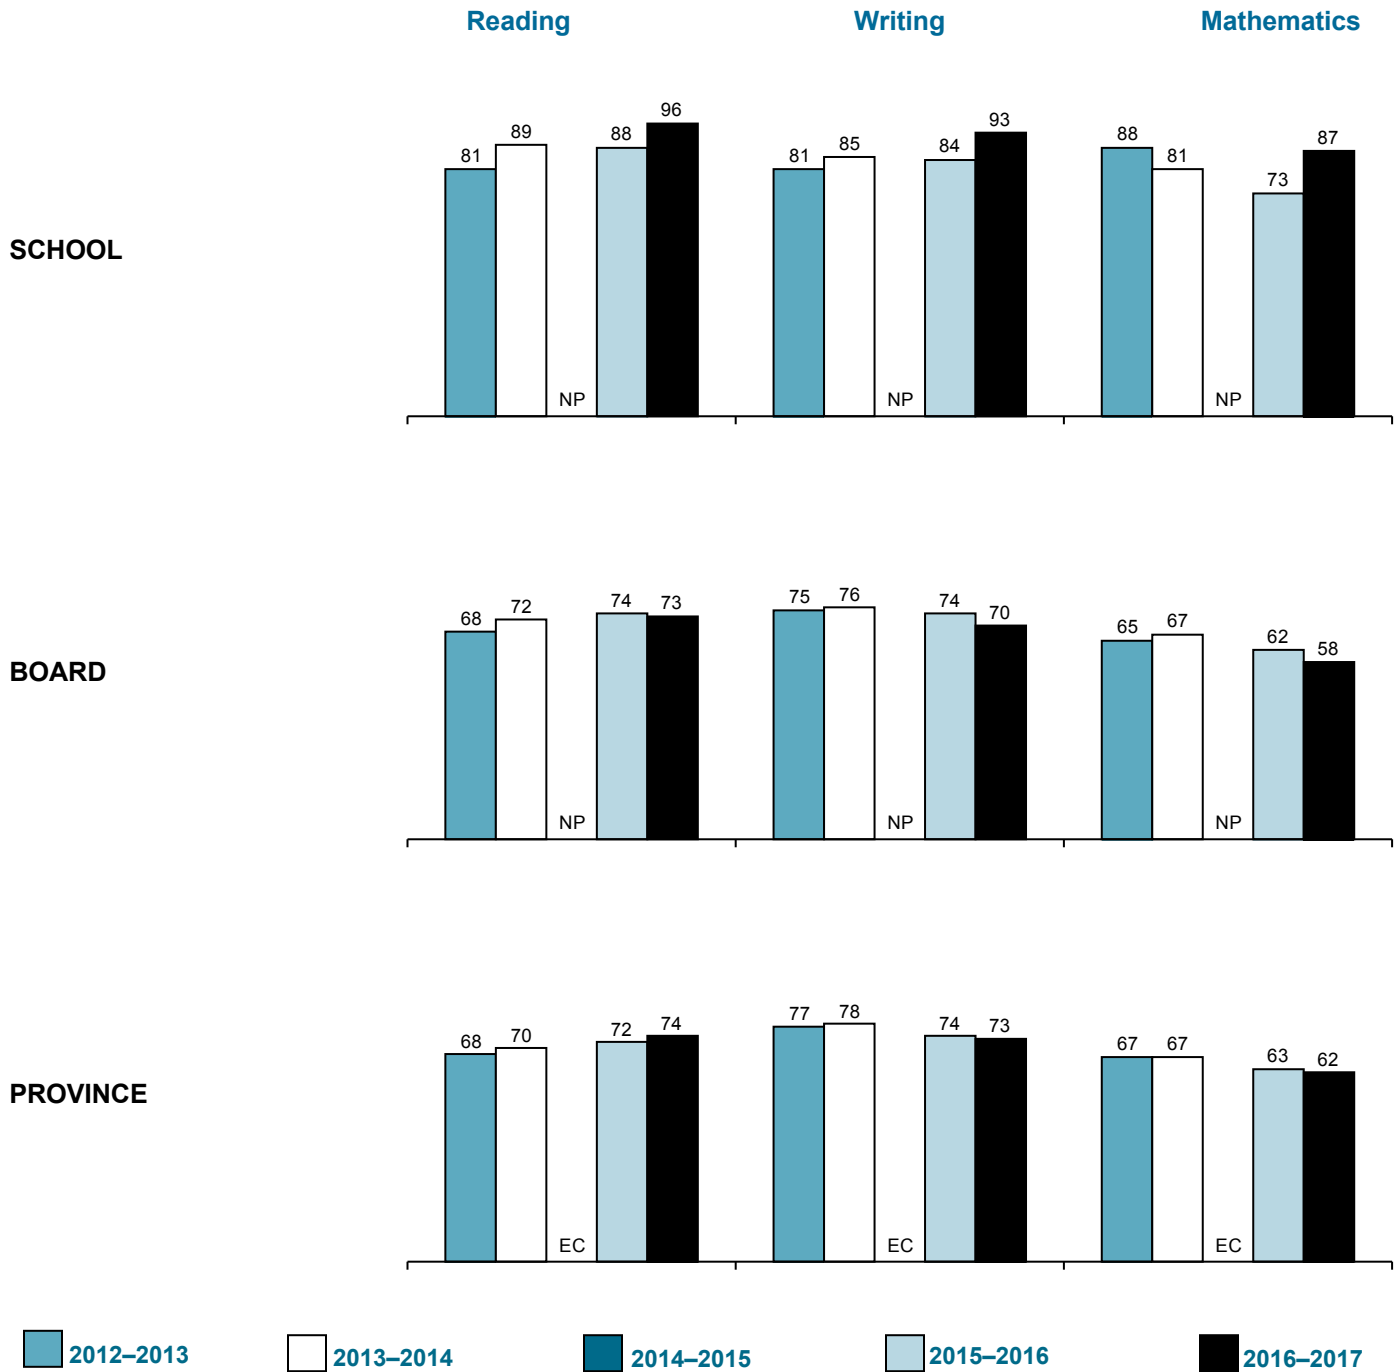 Reading Writing Mathematics
SCHOOL
81 89 NP 88 96 81 85 NP 84 93 88 81 NP 73 87
BOARD
68 72 NP 74 73 75 76 NP 74 70 65 67 NP 62 58
PROVINCE
68 70 EC 72 74 77 78 EC 74 73 67 67 EC 63 62
2012–2013 2013–2014 2014–2015 2015–2016 2016–2017